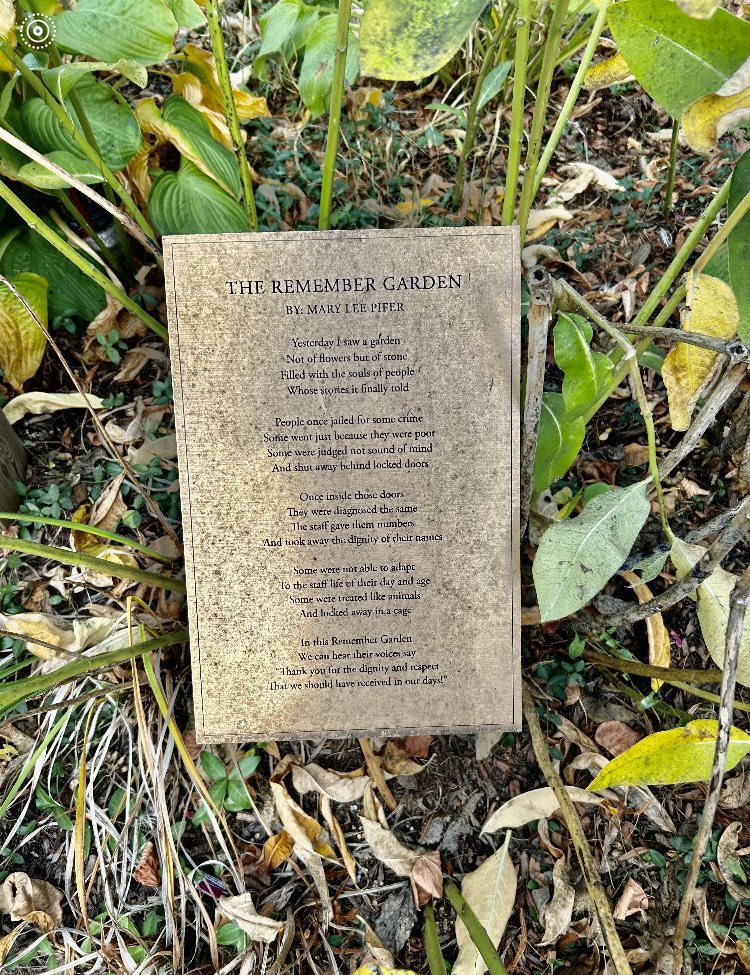 THE REMEMBER GARDEN
BY: MARY LEE PIFER
Yesterday I saw a garden
Not of flowers but of stone
Filled with the souls of people
Whose stories it finally told
People once jailed for some crime
Some went just because they were poor
Some were judged not sound of mind
And shut away behind locked doors
Once inside those doors
They were diagnosed the same
The staff gave them numbers
And took away the dignity of their names
Some were not able to adapt
To the staff life of their day and age
Some were treated like animals
And locked away in a cage
In this Remember Garden
We can hear their voices say
"Thank you for the dignity and respect
That we should have received in our days!"